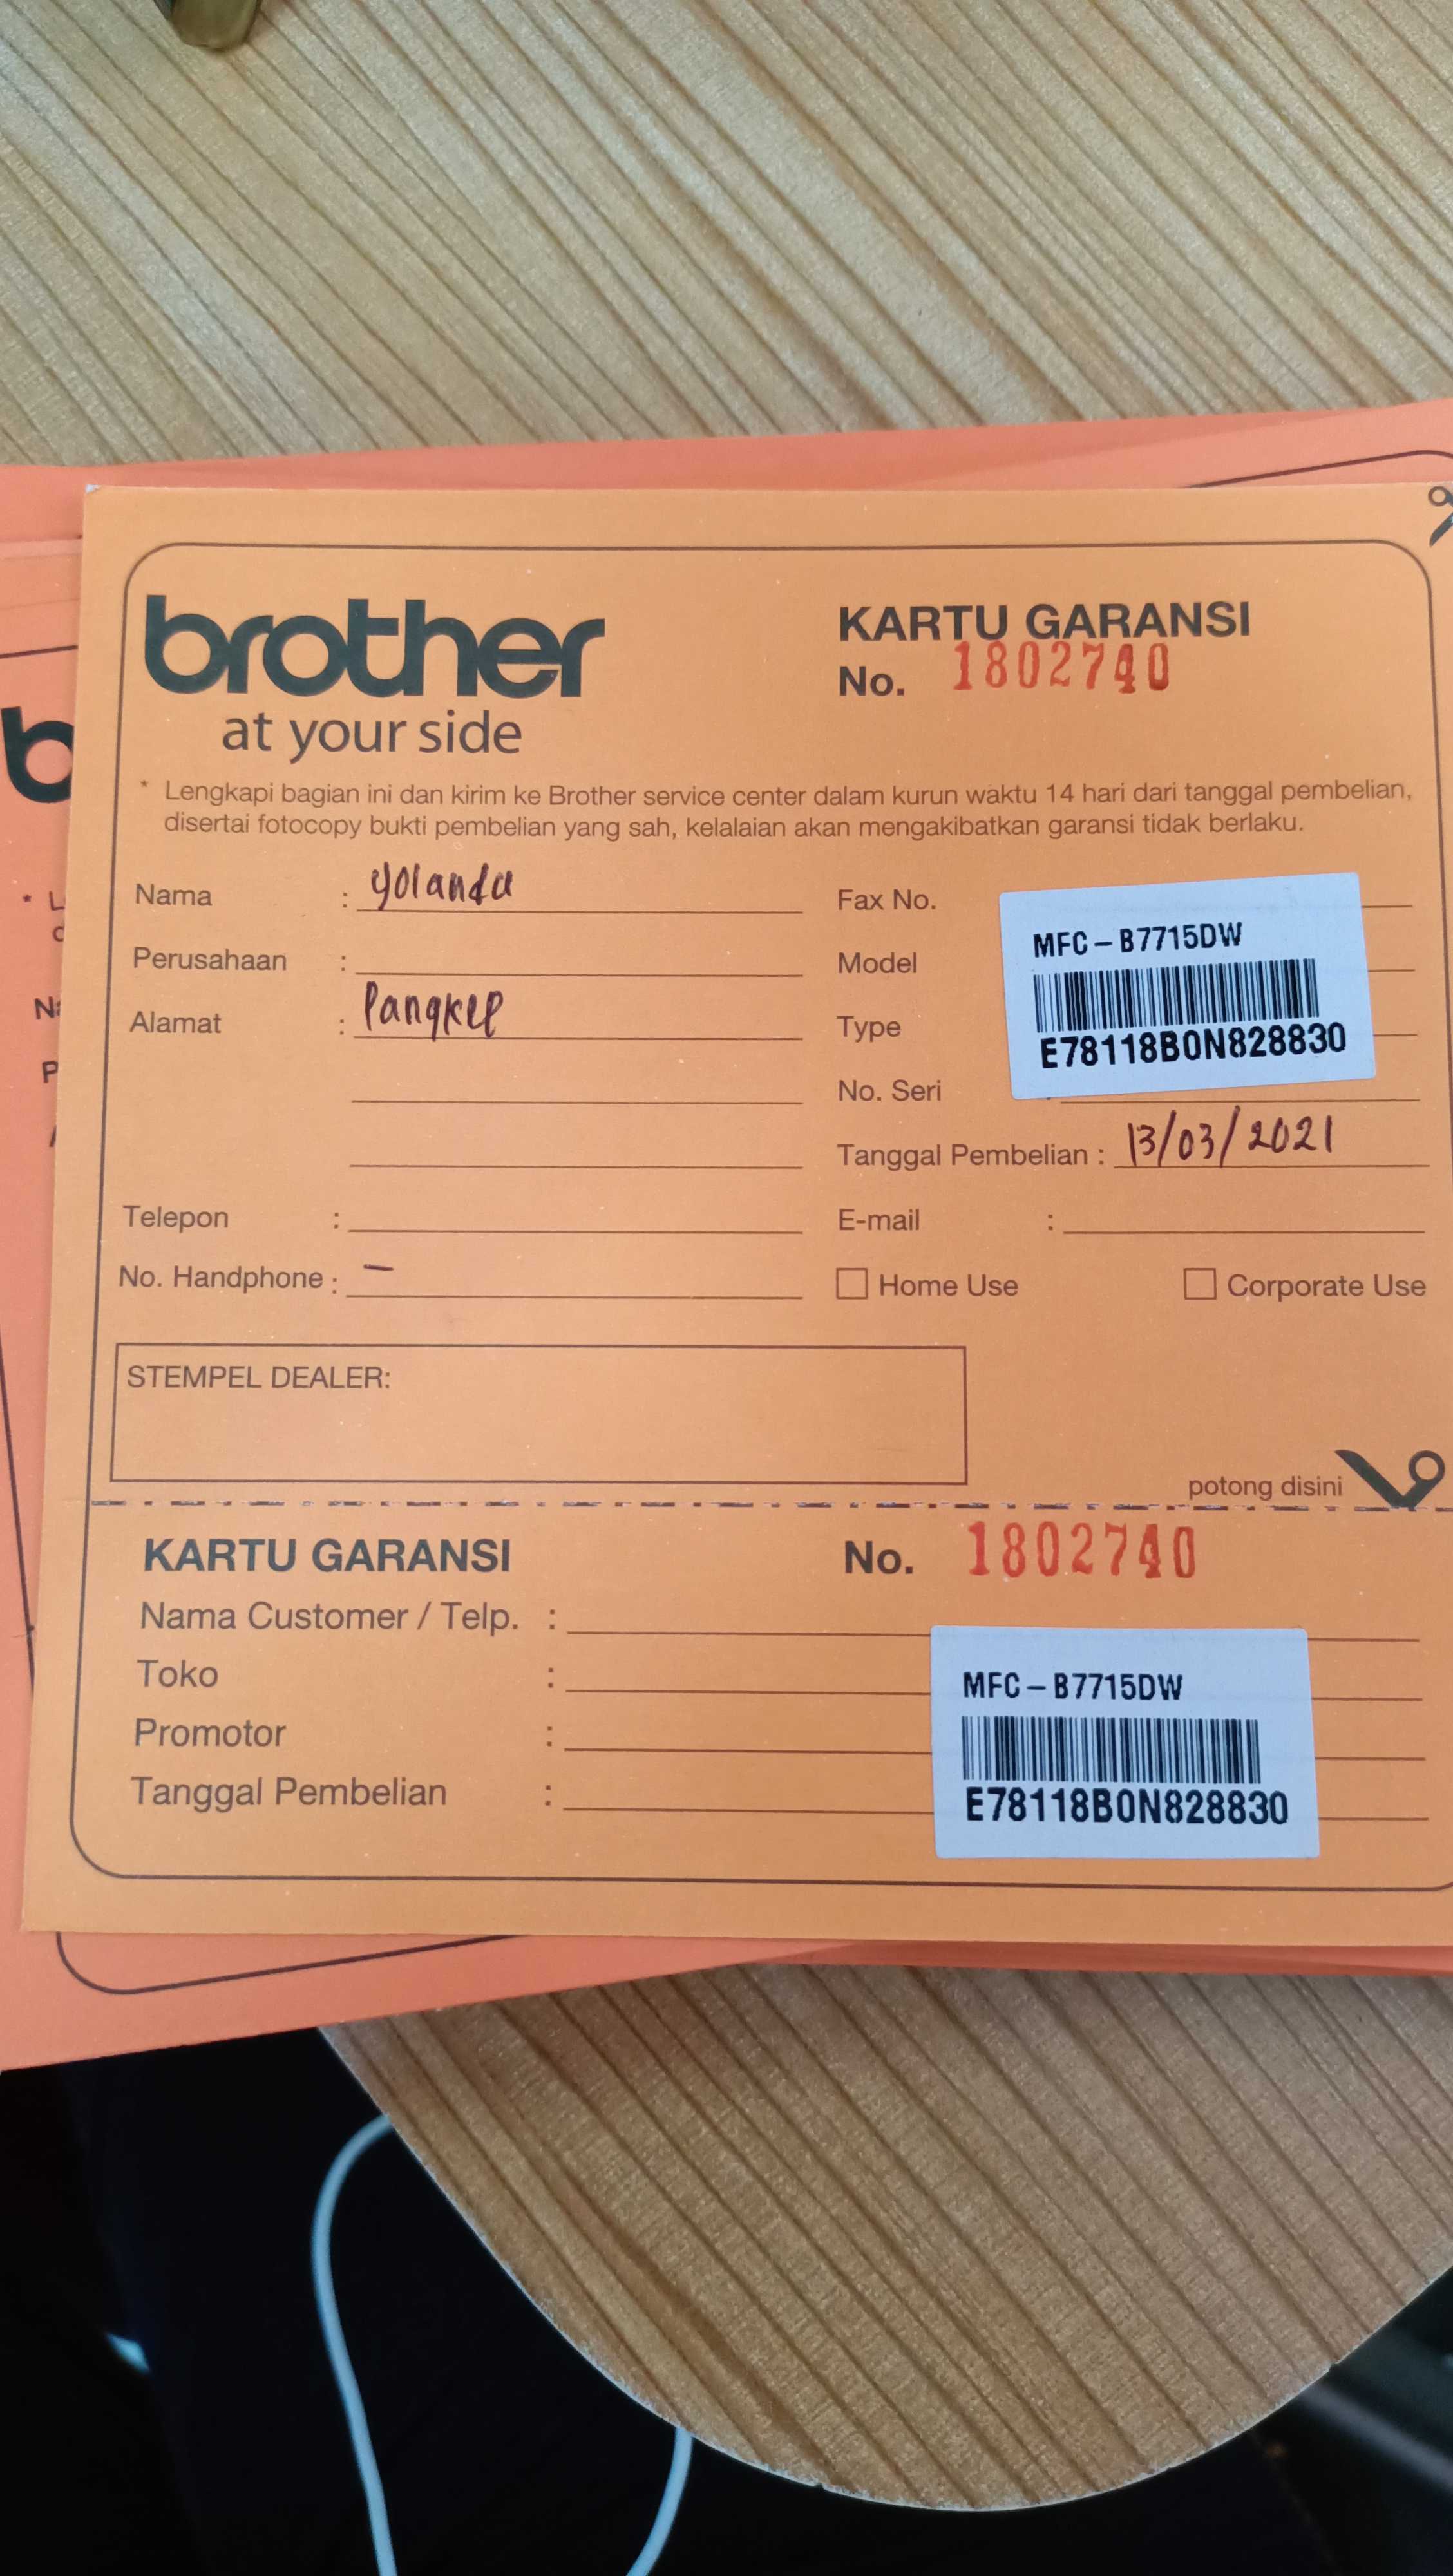 brother
at your side
KARTU GARANSI
No. 1802740
* Lengkapi bagian ini dan kirim ke Brother service center dalam kurun waktu 14 hari dari tanggal pembelian,
disertai fotocopy bukti pembelian yang sah, kelalaian akan mengakibatkan garansi tidak berlaku.
Nama : Yolanda
Perusahaan :
Alamat : Pangkep
Telepon :
No. Handphone : –
Fax No.
Model
Type
No. Seri :
MFC-B7715DW
E78118B0N828830
Tanggal Pembelian : 13/03/2021
E-mail :
Home Use
Corporate Use
STEMPEL DEALER:
potong disini
KARTU GARANSI
No. 1802740
Nama Customer / Telp. :
Toko :
Promotor :
Tanggal Pembelian :
MFC-B7715DW
E78118B0N828830